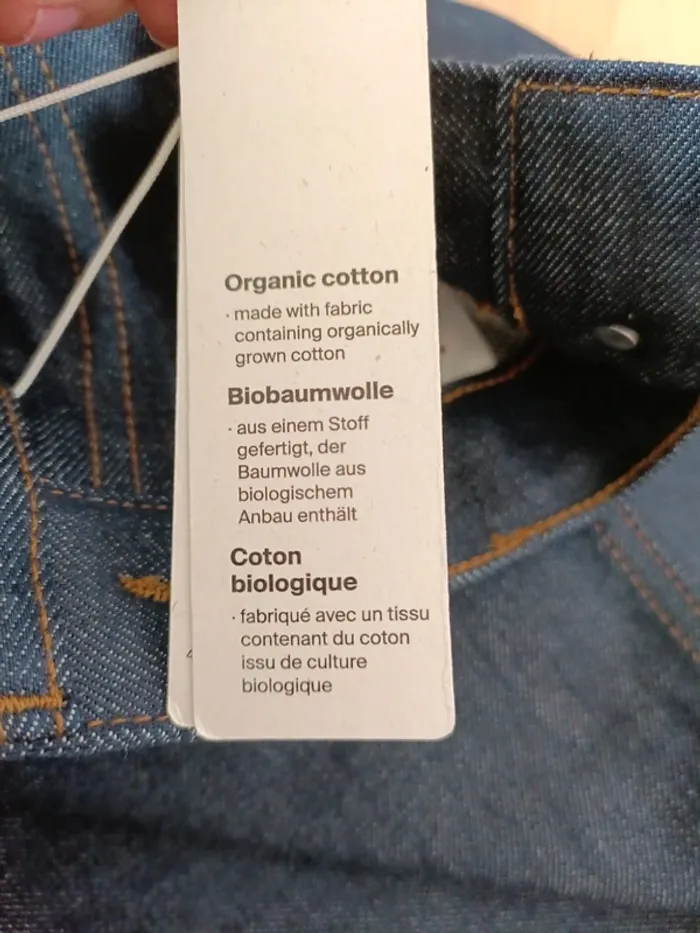 Organic cotton
· made with fabric
containing organically
grown cotton
Biobaumwolle
· aus einem Stoff
gefertigt, der
Baumwolle aus
biologischem
Anbau enthält
Coton
biologique
· fabriqué avec un tissu
contenant du coton
issu de culture
biologique